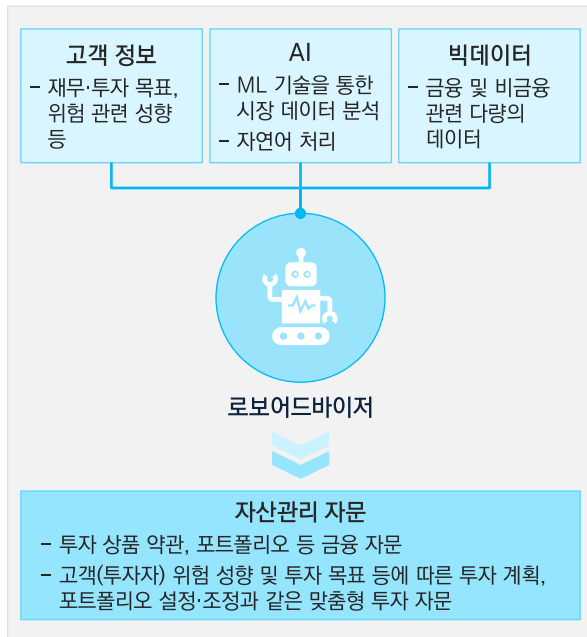 고객 정보
- 재무·투자 목표,
위험 관련 성향
등
AI
- ML 기술을 통한
시장 데이터 분석
- 자연어 처리
빅데이터
- 금융 및 비금융
관련 다량의
데이터
로보어드바이저
자산관리 자문
- 투자 상품 약관, 포트폴리오 등 금융 자문
- 고객(투자자) 위험 성향 및 투자 목표 등에 따른 투자 계획,
포트폴리오 설정·조정과 같은 맞춤형 투자 자문